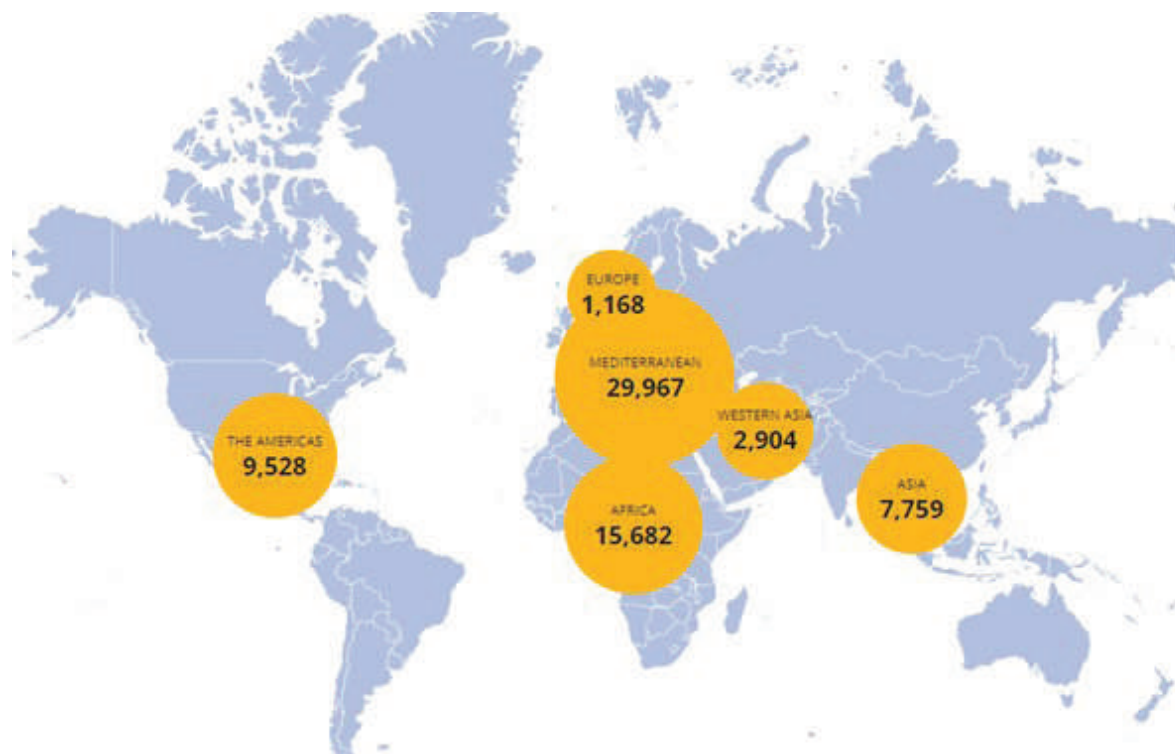 EUROPE
1,168
MEDITERRANEAN
29,967
WESTERN ASIA
2,904
THE AMERICAS
9,528
ASIA
7,759
AFRICA
15,682